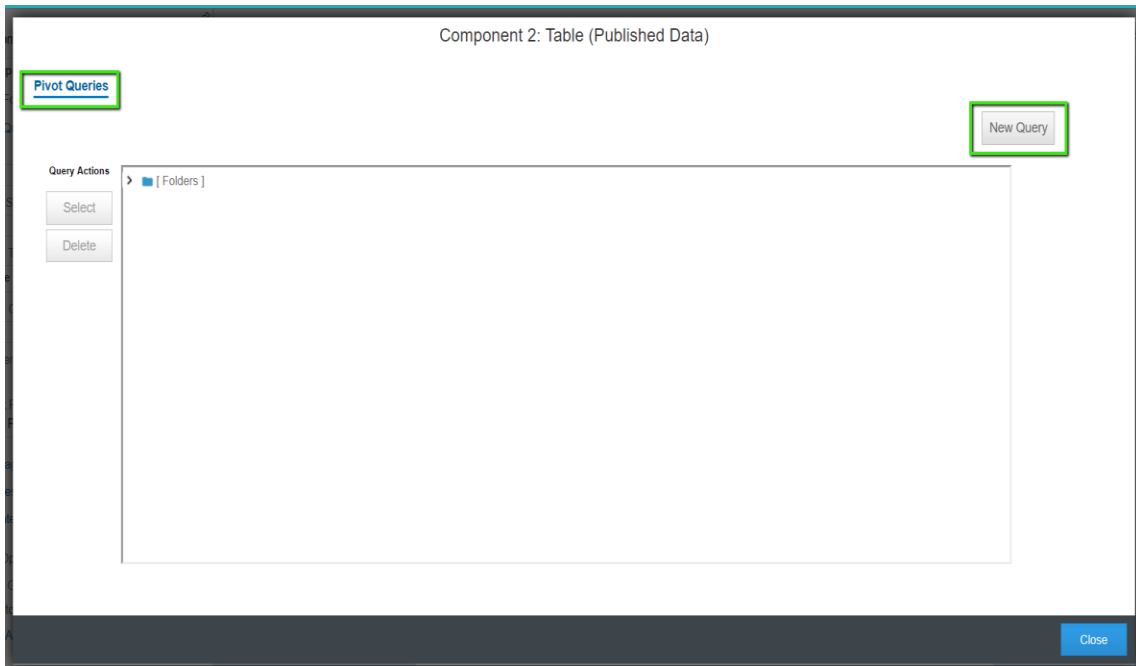 Component 2: Table (Published Data)
Pivot Queries
New Query
Query Actions
[ Folders ]
Select
Delete
Close